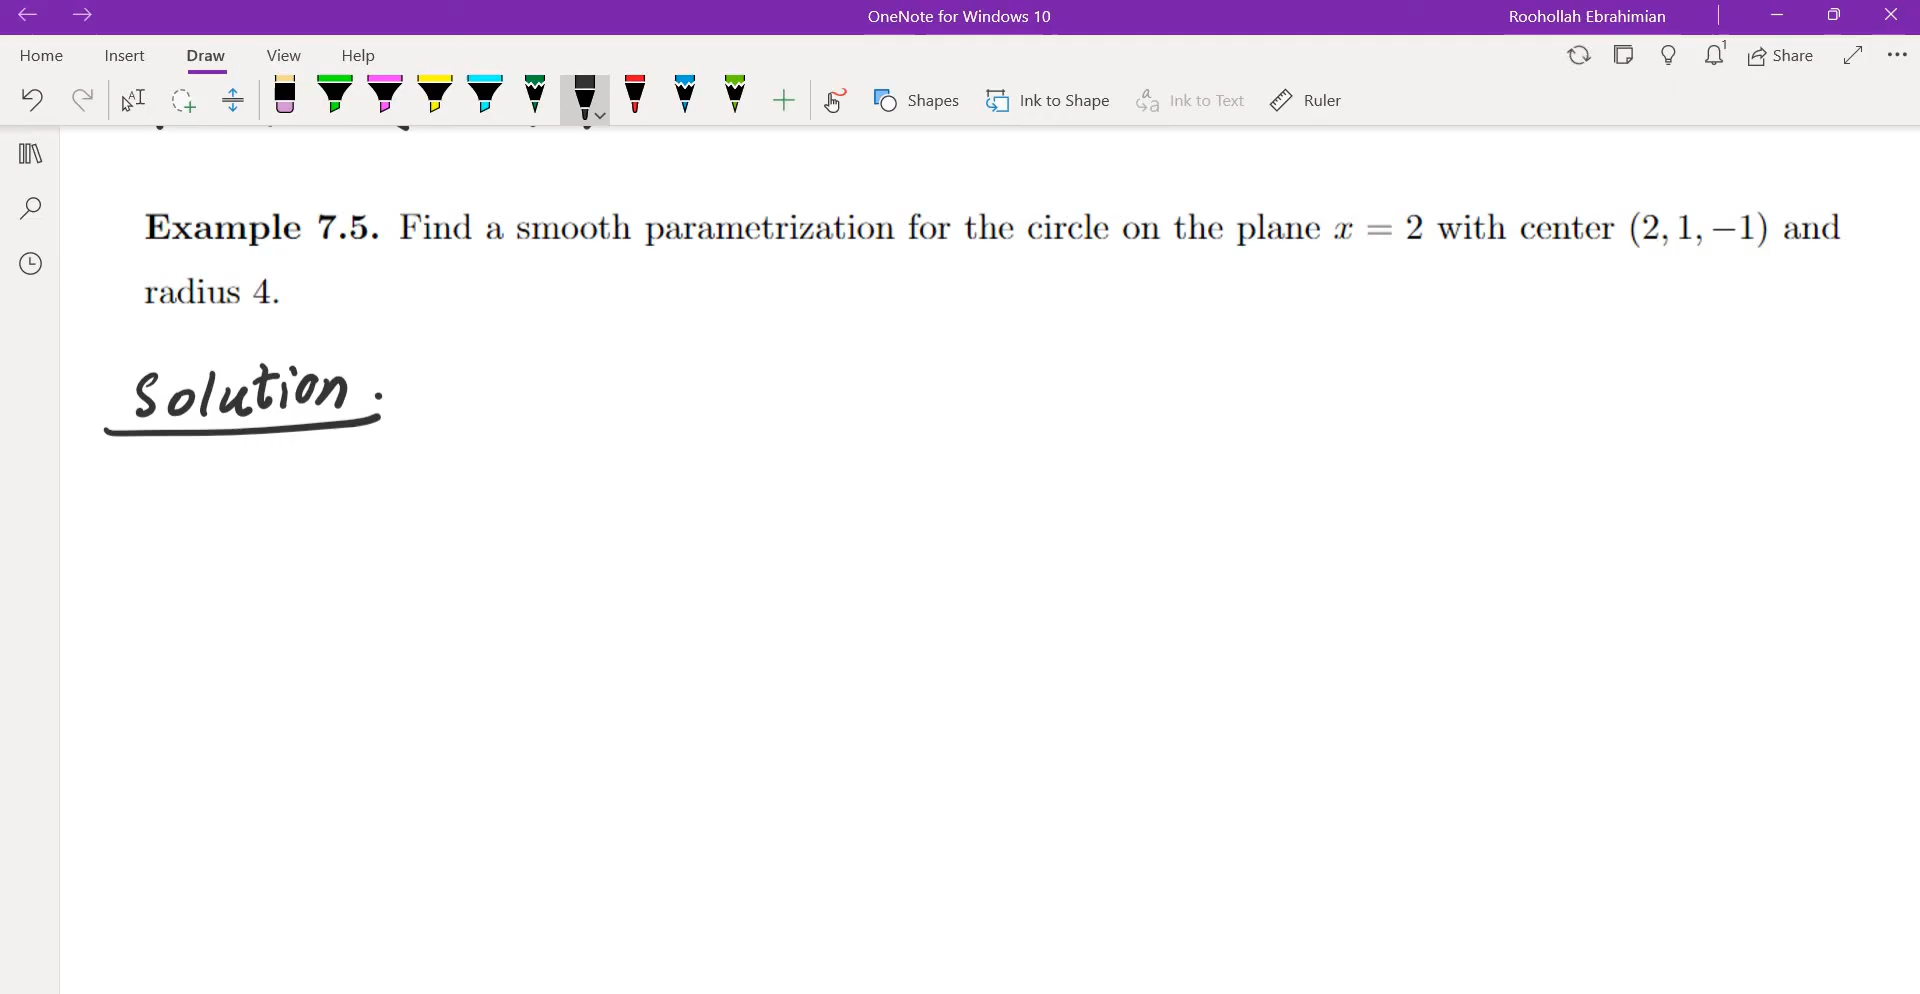 OneNote for Windows 10
Roohollah Ebrahimian
Home Insert Draw View Help
1
Share
Shapes
Ink to Shape
Ink to Text
Ruler
Example 7.5. Find a smooth parametrization for the circle on the plane x = 2 with center (2, 1, −1) and
radius 4.
Solution.